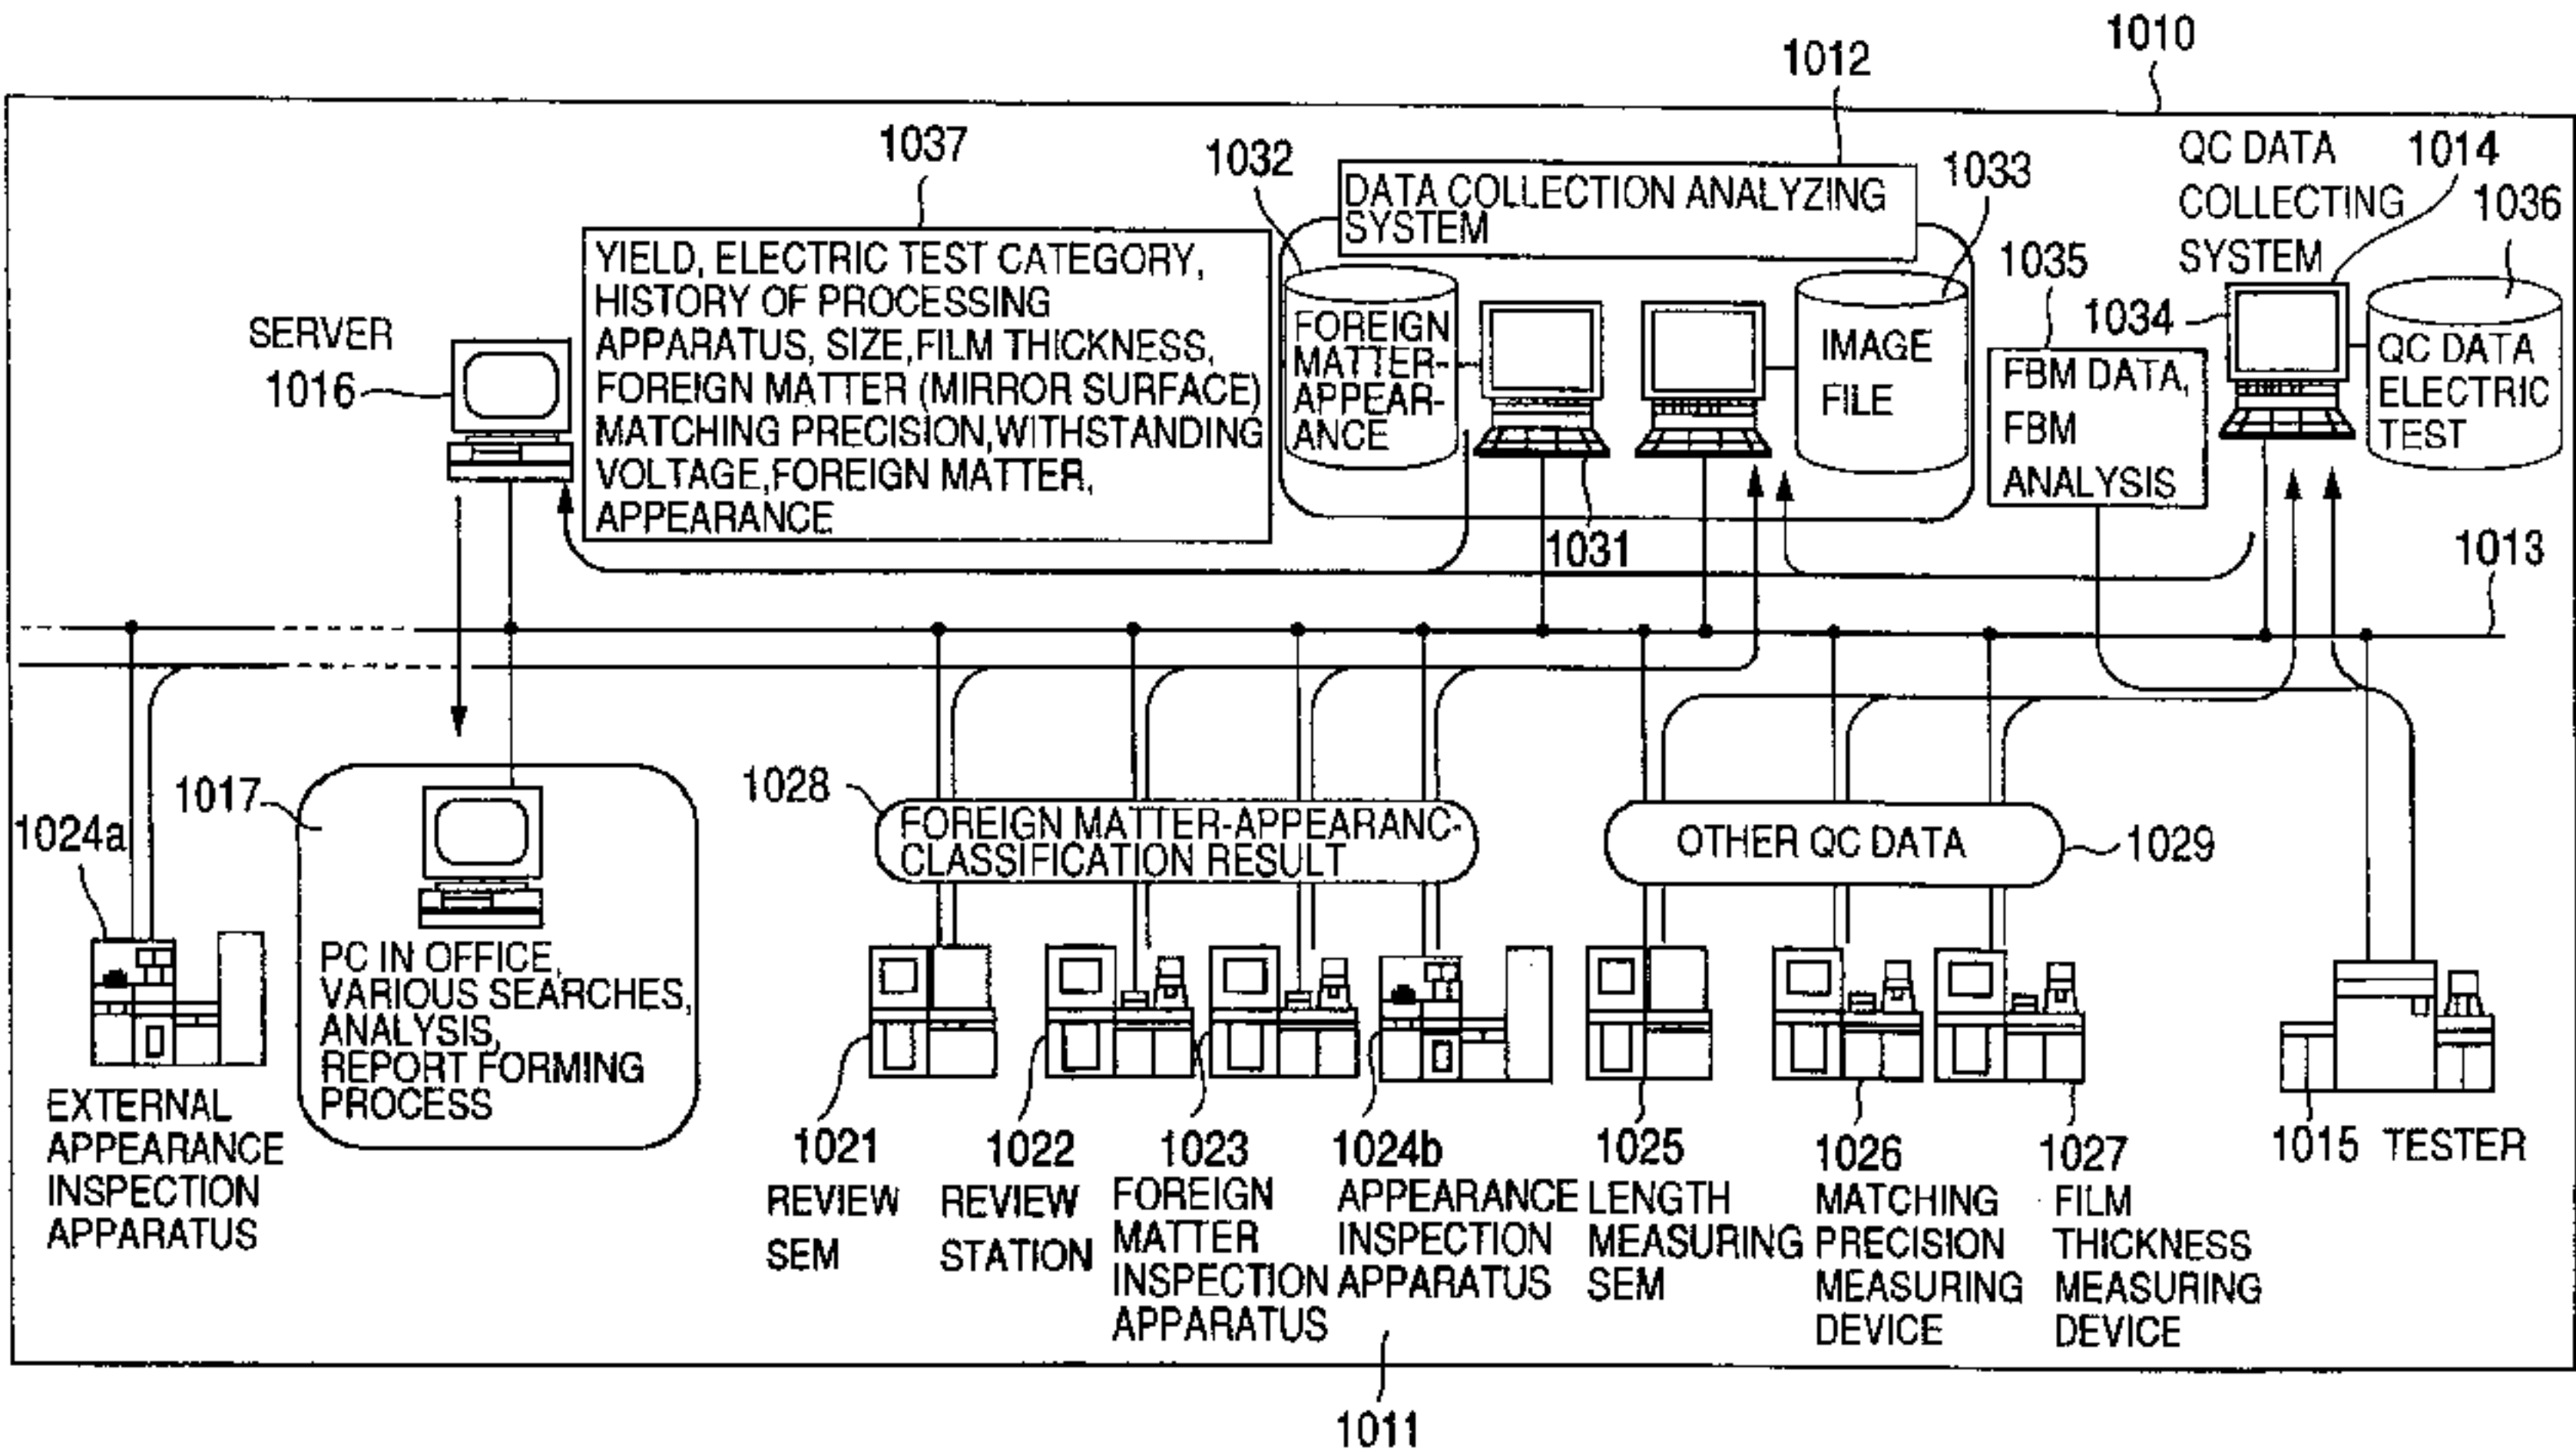 1010
1012
1037
1032
DATA COLLECTION ANALYZING
SYSTEM
1033
QC DATA
COLLECTING
SYSTEM
1014
1036
1035
1034
YIELD, ELECTRIC TEST CATEGORY,
HISTORY OF PROCESSING
APPARATUS, SIZE,FILM THICKNESS,
FOREIGN MATTER (MIRROR SURFACE)
MATCHING PRECISION,WITHSTANDING
VOLTAGE,FOREIGN MATTER,
APPEARANCE
SERVER
1016
FOREIGN
MATTER-
APPEAR-
ANCE
IMAGE
FILE
FBM DATA,
FBM
ANALYSIS
QC DATA
ELECTRIC
TEST
1031
1013
1017
1024a
1028
FOREIGN MATTER-APPEARANC-
CLASSIFICATION RESULT
OTHER QC DATA
1029
PC IN OFFICE,
VARIOUS SEARCHES,
ANALYSIS,
REPORT FORMING
PROCESS
EXTERNAL
APPEARANCE
INSPECTION
APPARATUS
1021
REVIEW
SEM
1022
REVIEW
STATION
1023
FOREIGN
MATTER
INSPECTION
APPARATUS
1024b
APPEARANCE
INSPECTION
APPARATUS
1025
LENGTH
MEASURING
SEM
1026
MATCHING
PRECISION
MEASURING
DEVICE
1027
FILM
THICKNESS
MEASURING
DEVICE
1015 TESTER
1011